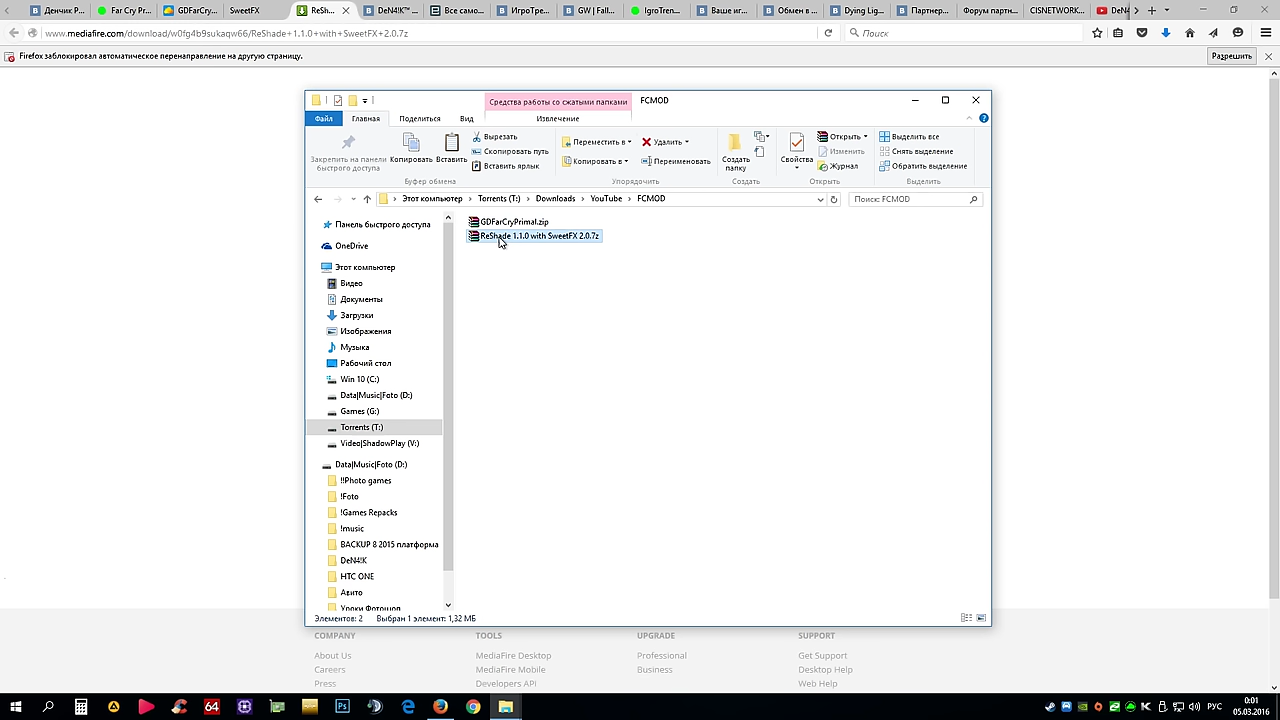 Денчик Р...
Far Cry Pr...
GDFarCry...
SweetFX
ReSh...
DeN4!K™ —...
Все само...
ИгроТре...
GW | Fall...
IgroTren...
Ваше иг...
Обмен в ...
Dying Lig...
Партнер...
Форум партн...
CISNETWORK...
DeN4...
www.mediafire.com/download/w0fg4b9sukaqw66/ReShade+1.1.0+with+SweetFX+2.0.7z
Поиск
Firefox заблокировал автоматическое перенаправление на другую страницу.
Разрешить
Средства работы со сжатыми папками
FCMOD
Файл
Главная
Поделиться
Вид
Извлечение
Закрепить на панели быстрого доступа
Копировать
Вставить
Вырезать
Скопировать путь
Вставить ярлык
Буфер обмена
Переместить в
Копировать в
Удалить
Переименовать
Упорядочить
Создать папку
Создать
Свойства
Открыть
Изменить
Журнал
Открыть
Выделить все
Снять выделение
Обратить выделение
Выделить
Этот компьютер
Torrents (T:)
Downloads
YouTube
FCMOD
Поиск: FCMOD
Панель быстрого доступа
OneDrive
Этот компьютер
Видео
Документы
Загрузки
Изображения
Музыка
Рабочий стол
Win 10 (C:)
Data|Music|Foto (D:)
Games (G:)
Torrents (T:)
Video|ShadowPlay (V:)
Data|Music|Foto (D:)
!!Photo games
!Foto
!Games Repacks
!music
BACKUP 8 2015 платформа
DeN4!K
HTC ONE
Авито
Уроки Фотошоп
GDFarCryPrimal.zip
ReShade 1.1.0 with SweetFX 2.0.7z
Элементов: 2
Выбран 1 элемент: 1,32 МБ
COMPANY
TOOLS
UPGRADE
SUPPORT
About Us
MediaFire Desktop
Professional
Get Support
Careers
MediaFire Mobile
Business
Desktop Help
Press
Developers API
Web Help
64
РУС
0:01
05.03.2016